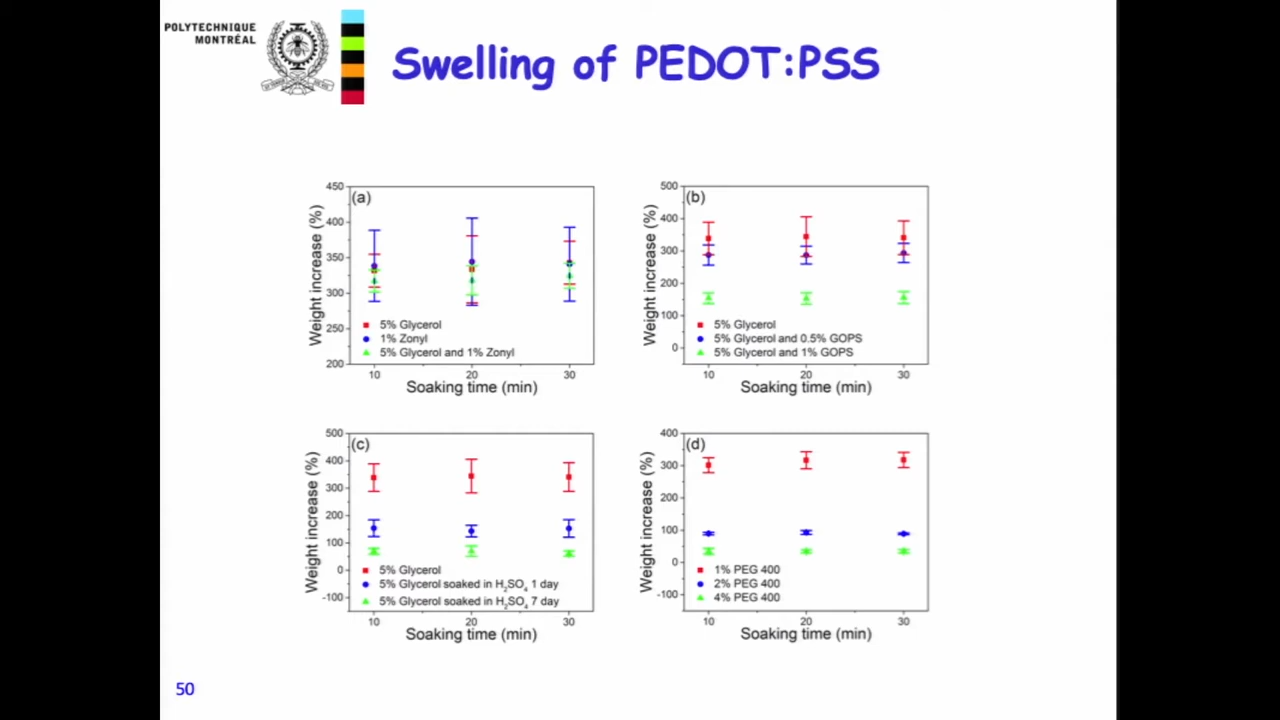 POLYTECHNIQUE
MONTRÉAL
Swelling of PEDOT:PSS
(a)
Weight increase (%)
450
400
350
300
250
200
5% Glycerol
1% Zonyl
5% Glycerol and 1% Zonyl
10 20 30
Soaking time (min)
(b)
Weight increase (%)
500
400
300
200
100
0
5% Glycerol
5% Glycerol and 0.5% GOPS
5% Glycerol and 1% GOPS
10 20 30
Soaking time (min)
(c)
Weight increase (%)
500
400
300
200
100
0
-100
5% Glycerol
5% Glycerol soaked in H₂SO₄ 1 day
5% Glycerol soaked in H₂SO₄ 7 day
10 20 30
Soaking time (min)
(d)
Weight increase (%)
400
300
200
100
0
-100
1% PEG 400
2% PEG 400
4% PEG 400
10 20 30
Soaking time (min)
50